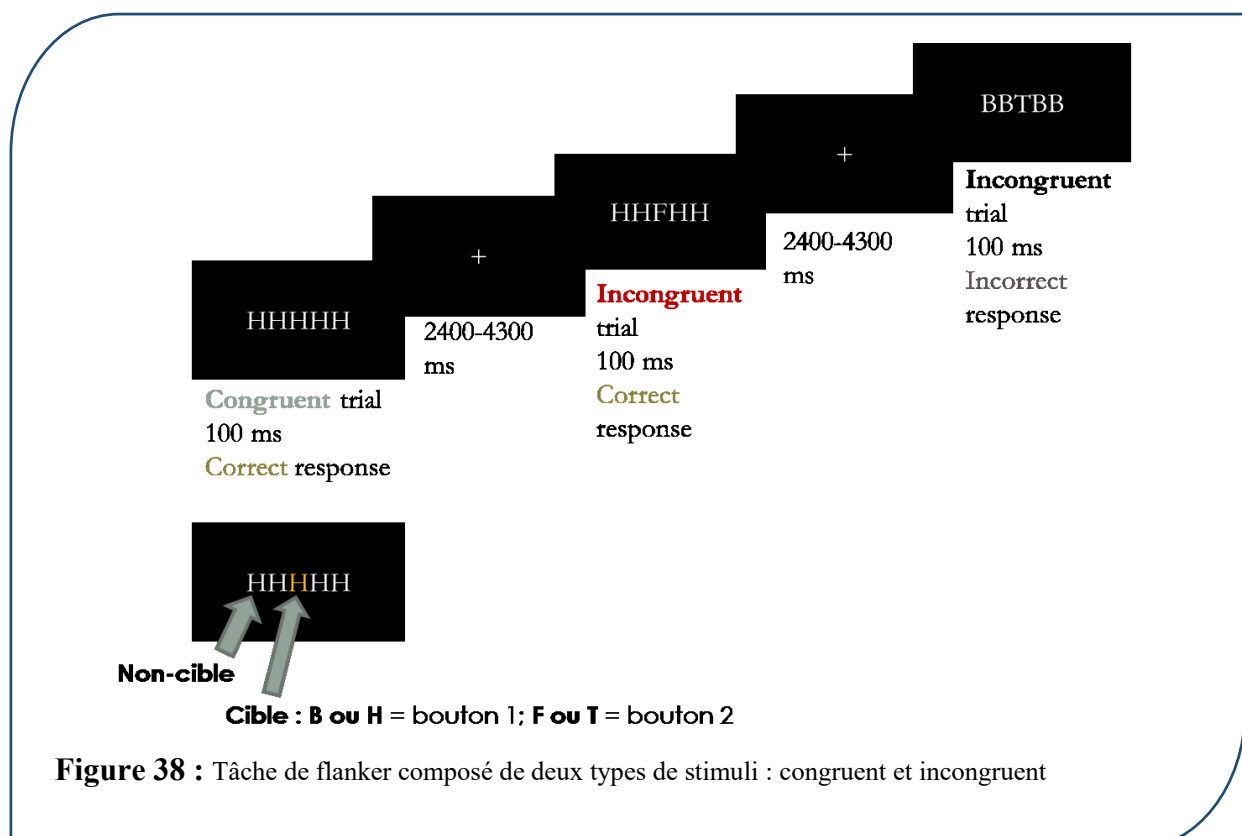 HHHHH
Congruent trial
100 ms
Correct response
+
2400-4300
ms
HHFHH
Incongruent
trial
100 ms
Correct
response
+
2400-4300
ms
BBTBB
Incongruent
trial
100 ms
Incorrect
response
HHHHH
Non-cible
Cible : B ou H = bouton 1; F ou T = bouton 2
Figure 38 : Tâche de flanker composé de deux types de stimuli : congruent et incongruent